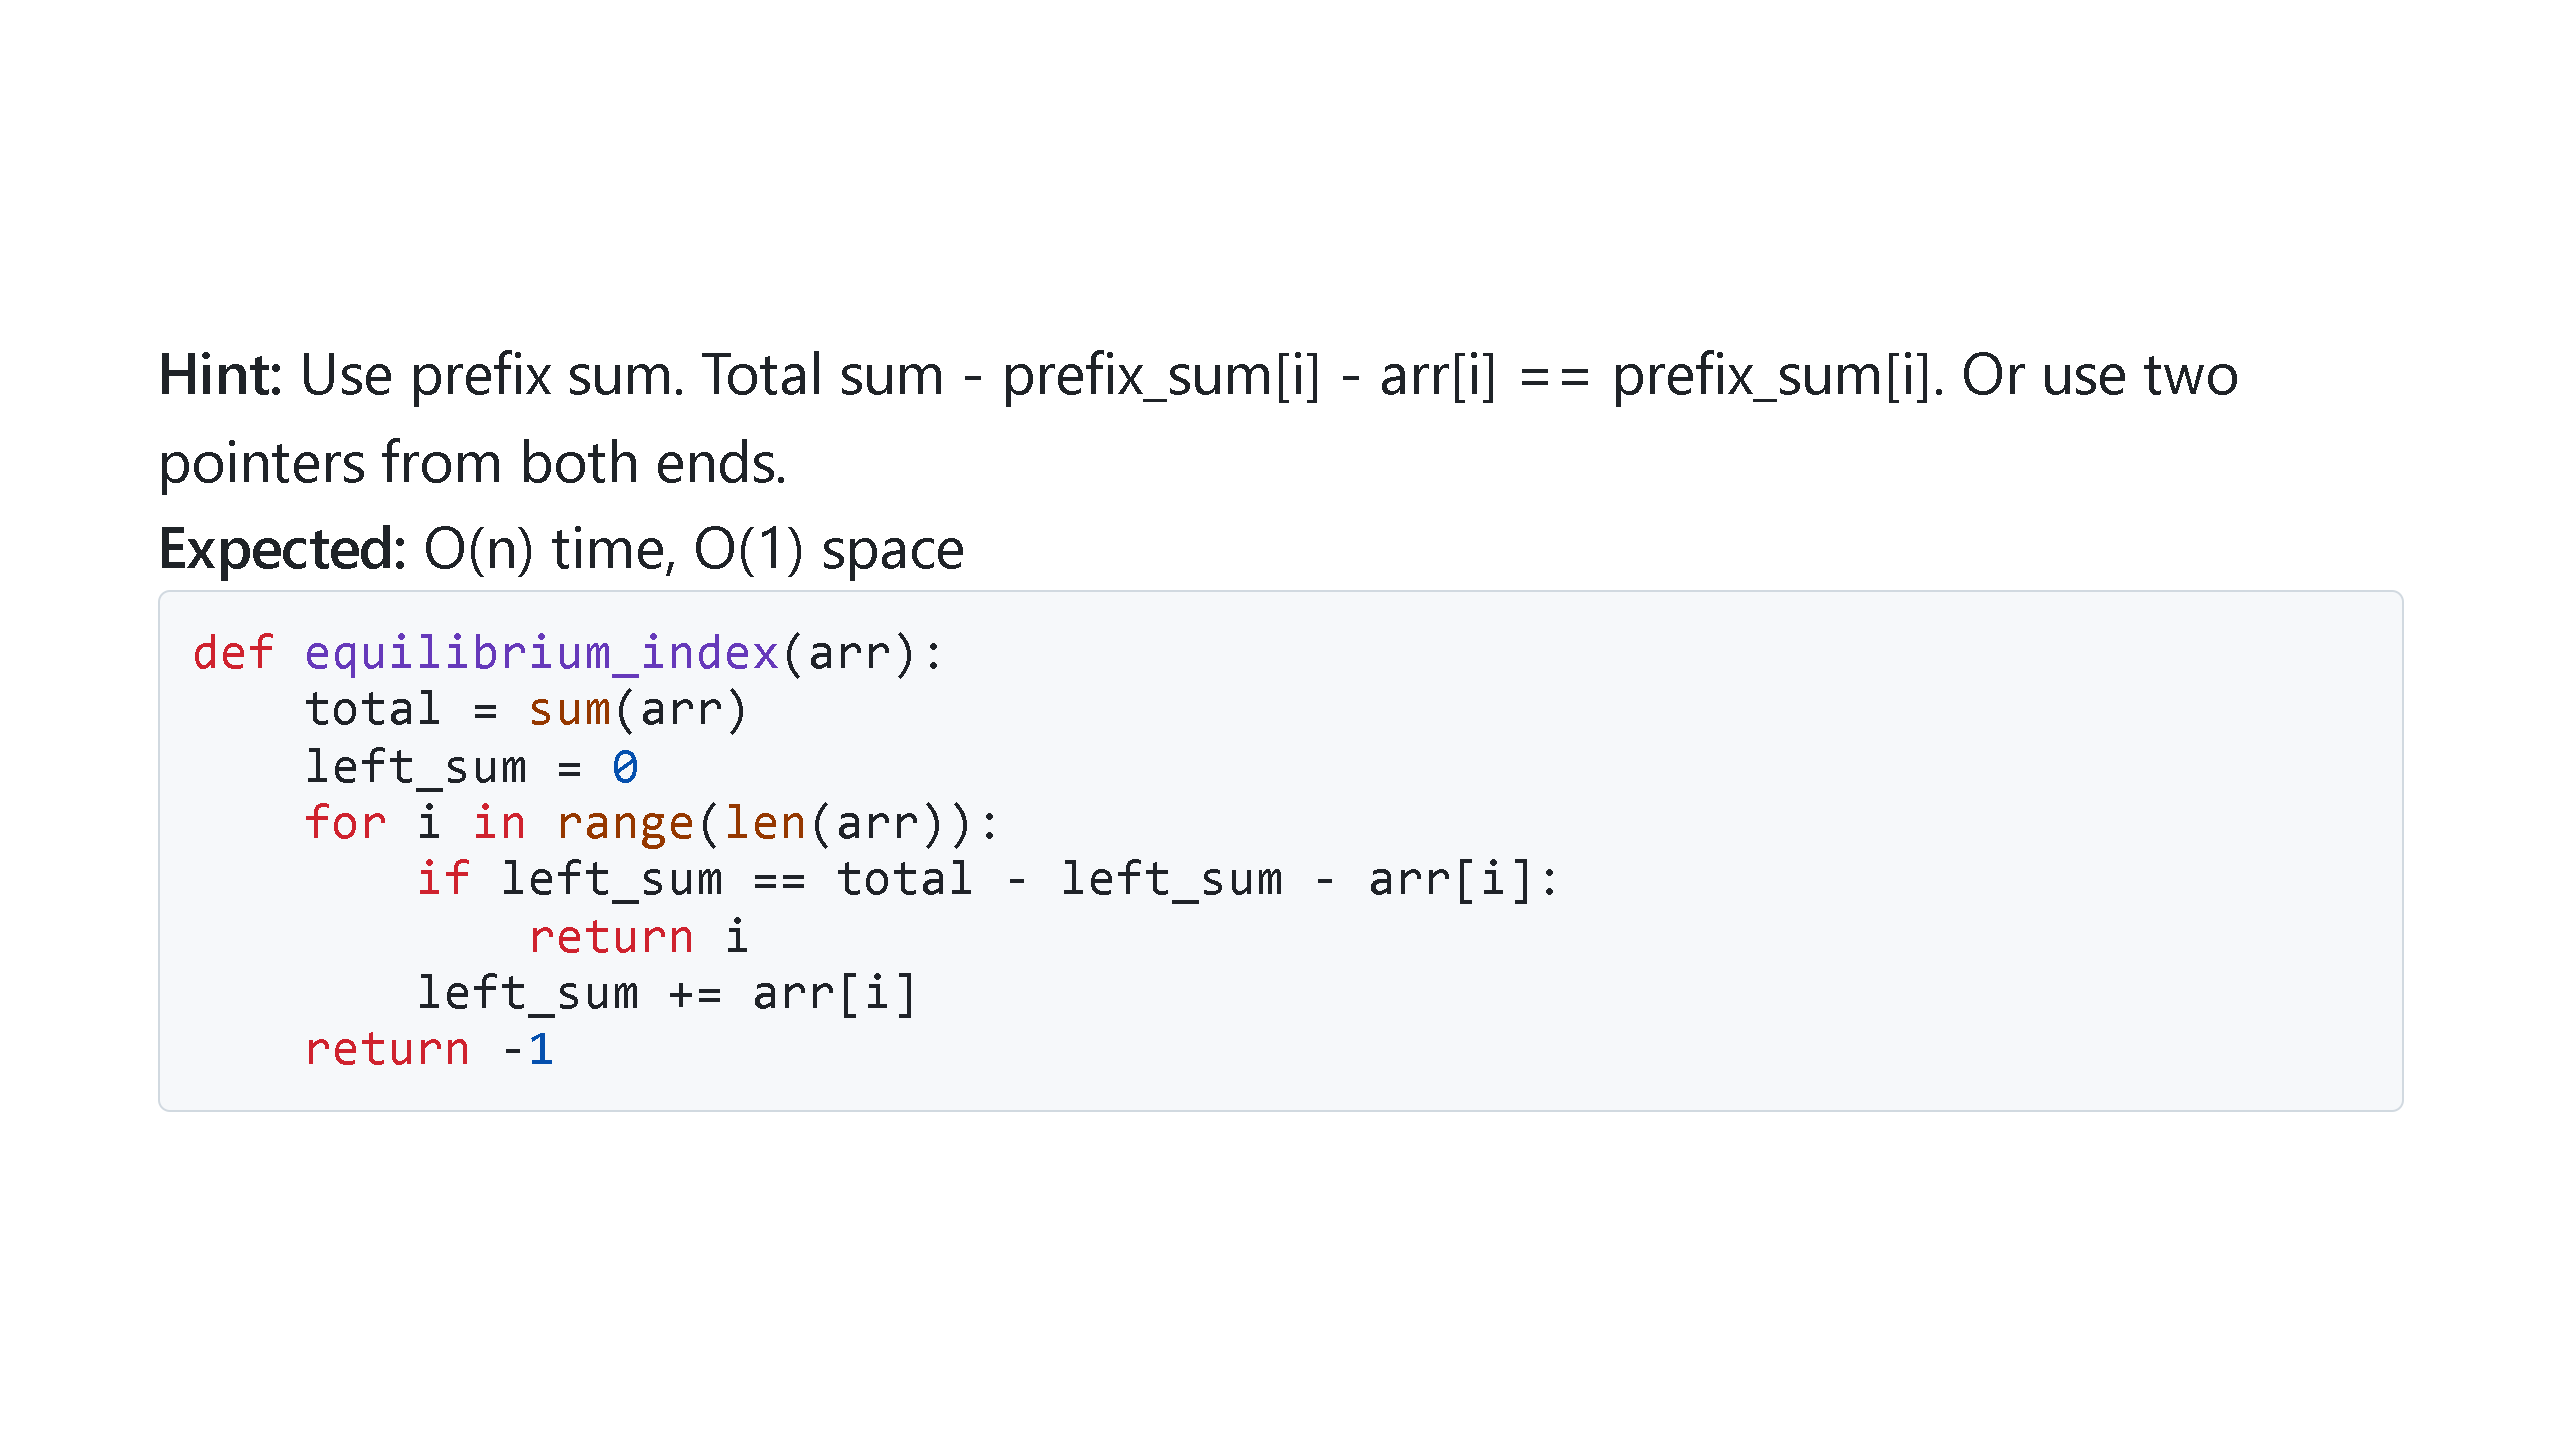 Hint: Use prefix sum. Total sum - prefix_sum[i] - arr[i] == prefix_sum[i]. Or use two
pointers from both ends.
Expected: O(n) time, O(1) space
def equilibrium_index(arr):
    total = sum(arr)
    left_sum = 0
    for i in range(len(arr)):
        if left_sum == total - left_sum - arr[i]:
            return i
        left_sum += arr[i]
    return -1